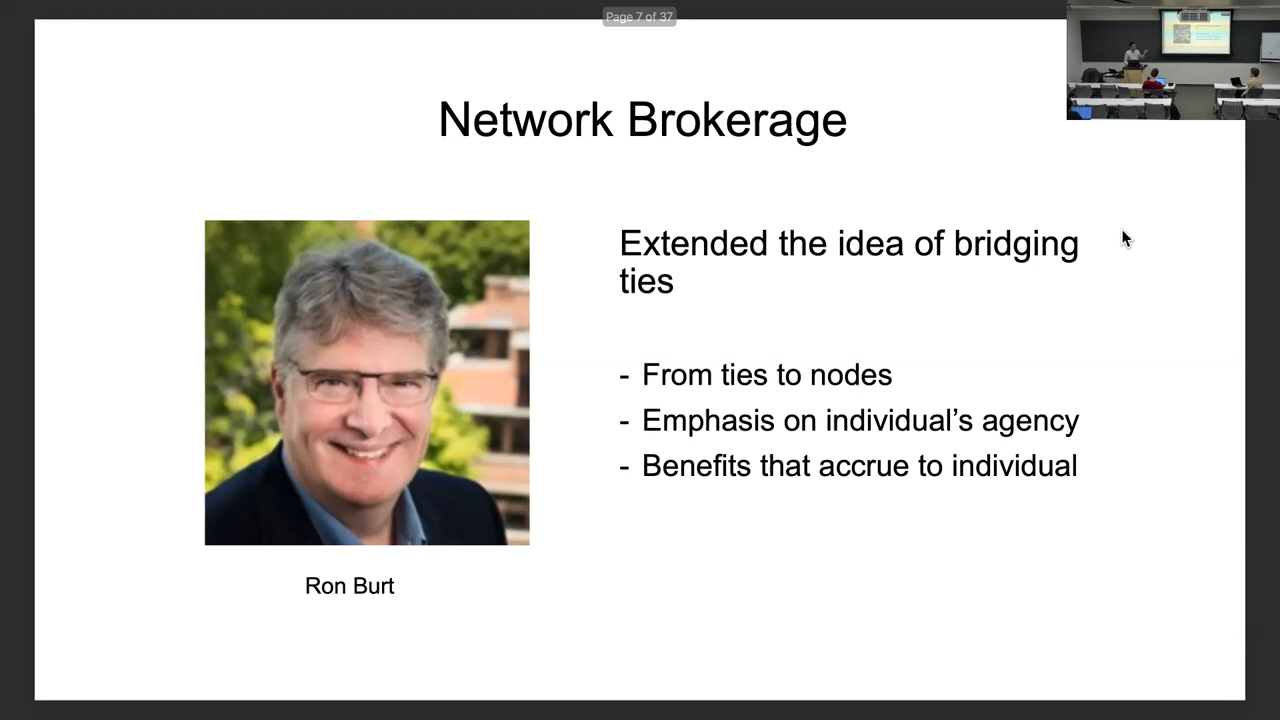 Page 7 of 37
Network Brokerage
Extended the idea of bridging
ties
- From ties to nodes
- Emphasis on individual’s agency
- Benefits that accrue to individual
Ron Burt